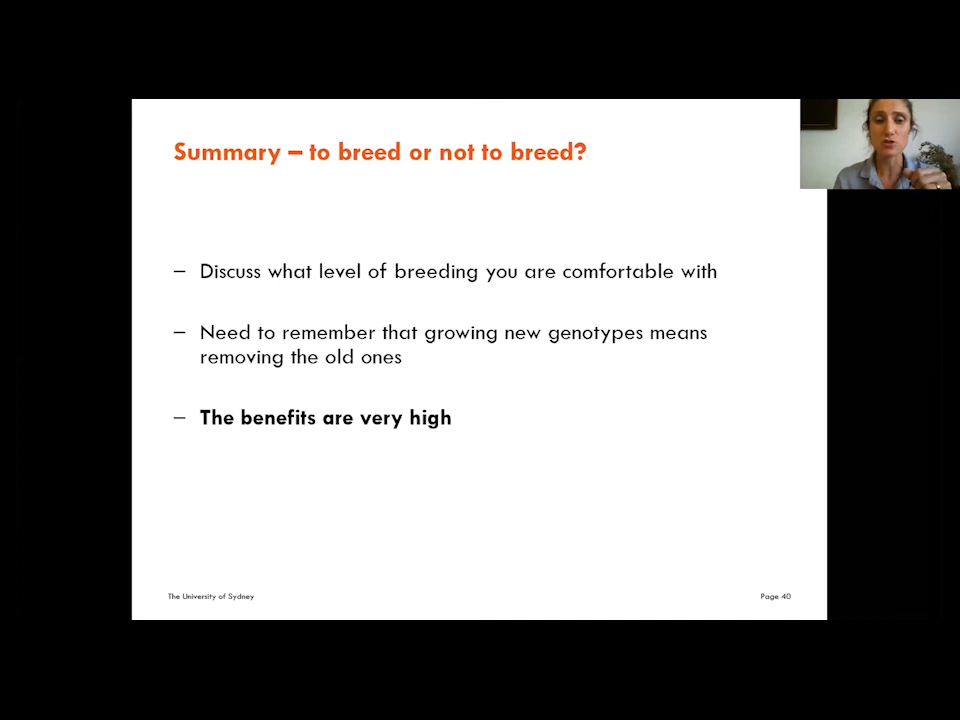 Summary – to breed or not to breed?
– Discuss what level of breeding you are comfortable with
– Need to remember that growing new genotypes means
removing the old ones
– The benefits are very high
The University of Sydney
Page 40